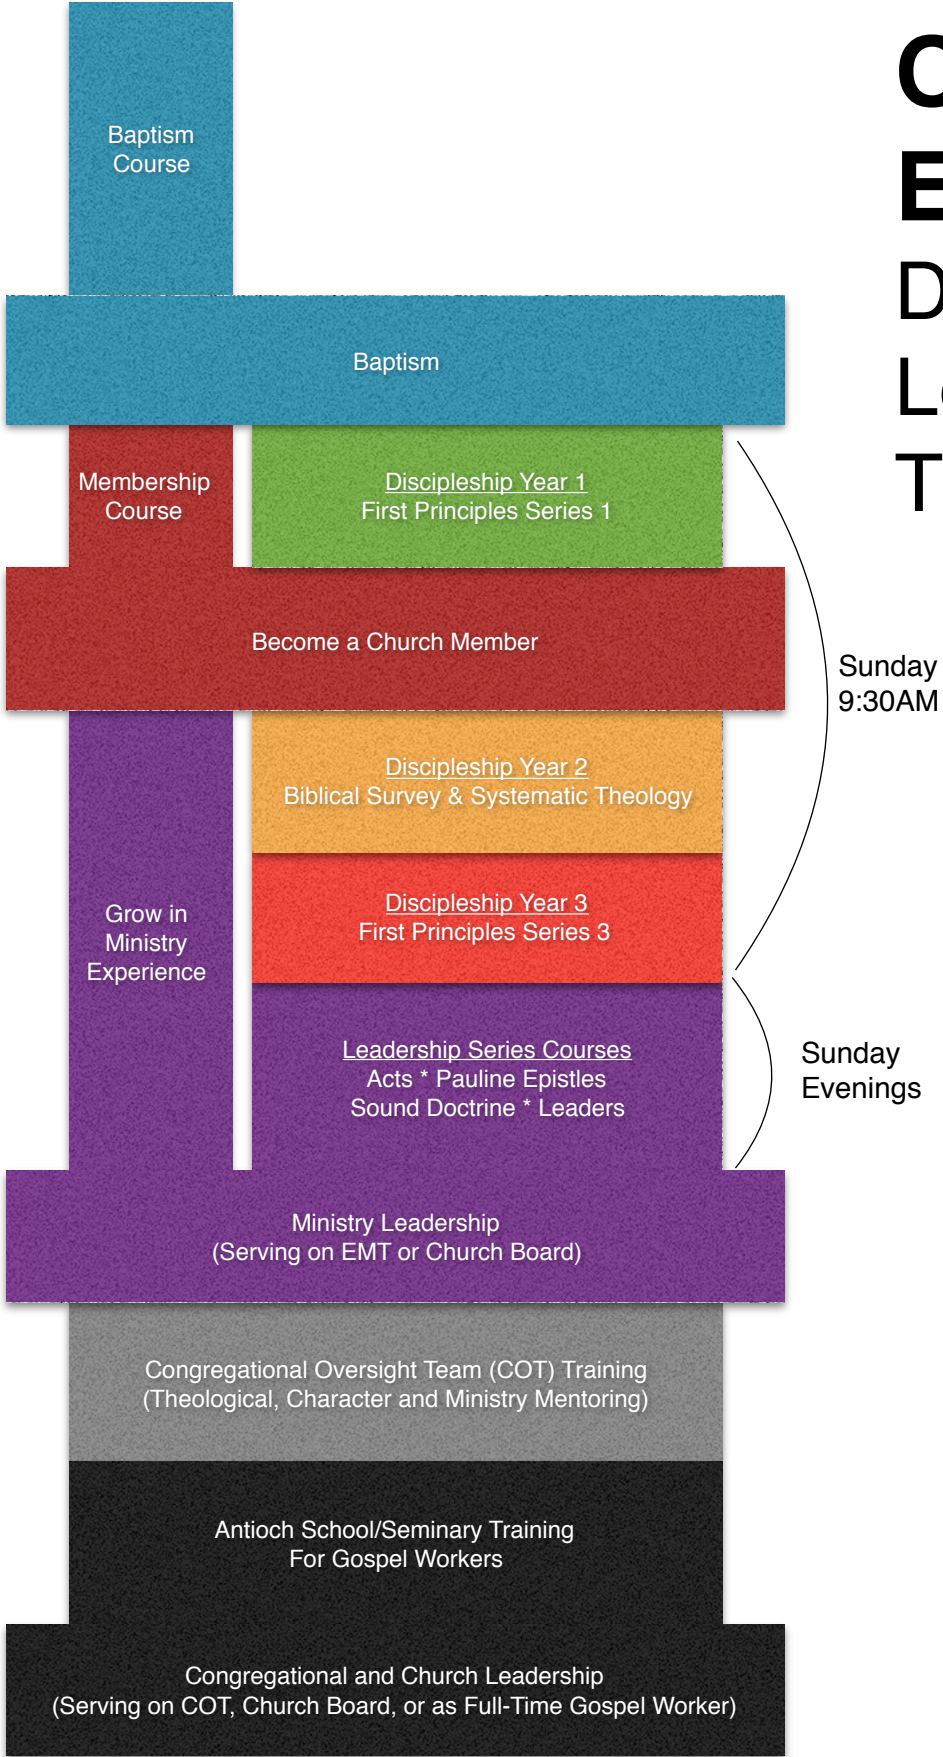 Baptism
Course
Baptism
Membership
Course
Discipleship Year 1
First Principles Series 1
Become a Church Member
Sunday
9:30AM
Discipleship Year 2
Biblical Survey & Systematic Theology
Grow in
Ministry
Experience
Discipleship Year 3
First Principles Series 3
Leadership Series Courses
Acts * Pauline Epistles
Sound Doctrine * Leaders
Sunday
Evenings
Ministry Leadership
(Serving on EMT or Church Board)
Congregational Oversight Team (COT) Training
(Theological, Character and Ministry Mentoring)
Antioch School/Seminary Training
For Gospel Workers
Congregational and Church Leadership
(Serving on COT, Church Board, or as Full-Time Gospel Worker)